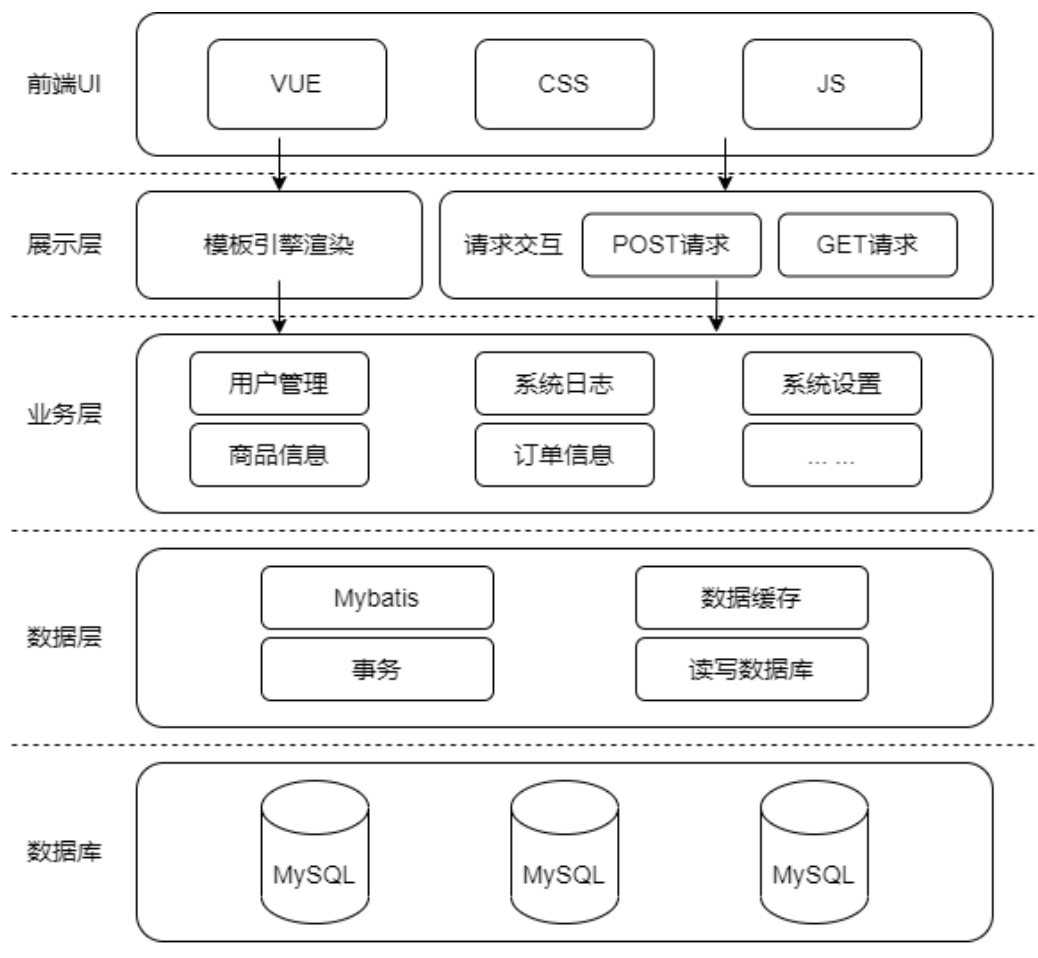 前端UI
VUE
CSS
JS
展示层
模板引擎渲染
请求交互
POST请求
GET请求
业务层
用户管理
系统日志
系统设置
商品信息
订单信息
... ...
数据层
Mybatis
数据缓存
事务
读写数据库
数据库
MySQL
MySQL
MySQL